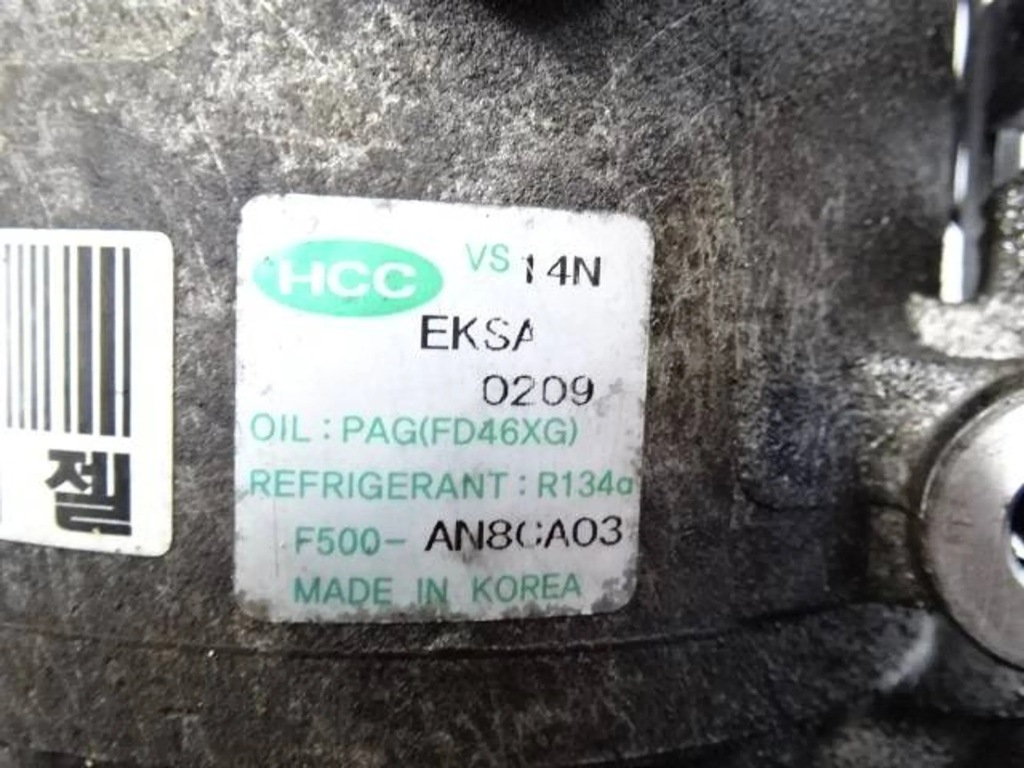 HCC VS 14N
EKSA
0209
OIL : PAG(FD46XG)
REFRIGERANT : R134a
F500- AN8CA03
MADE IN KOREA
젤